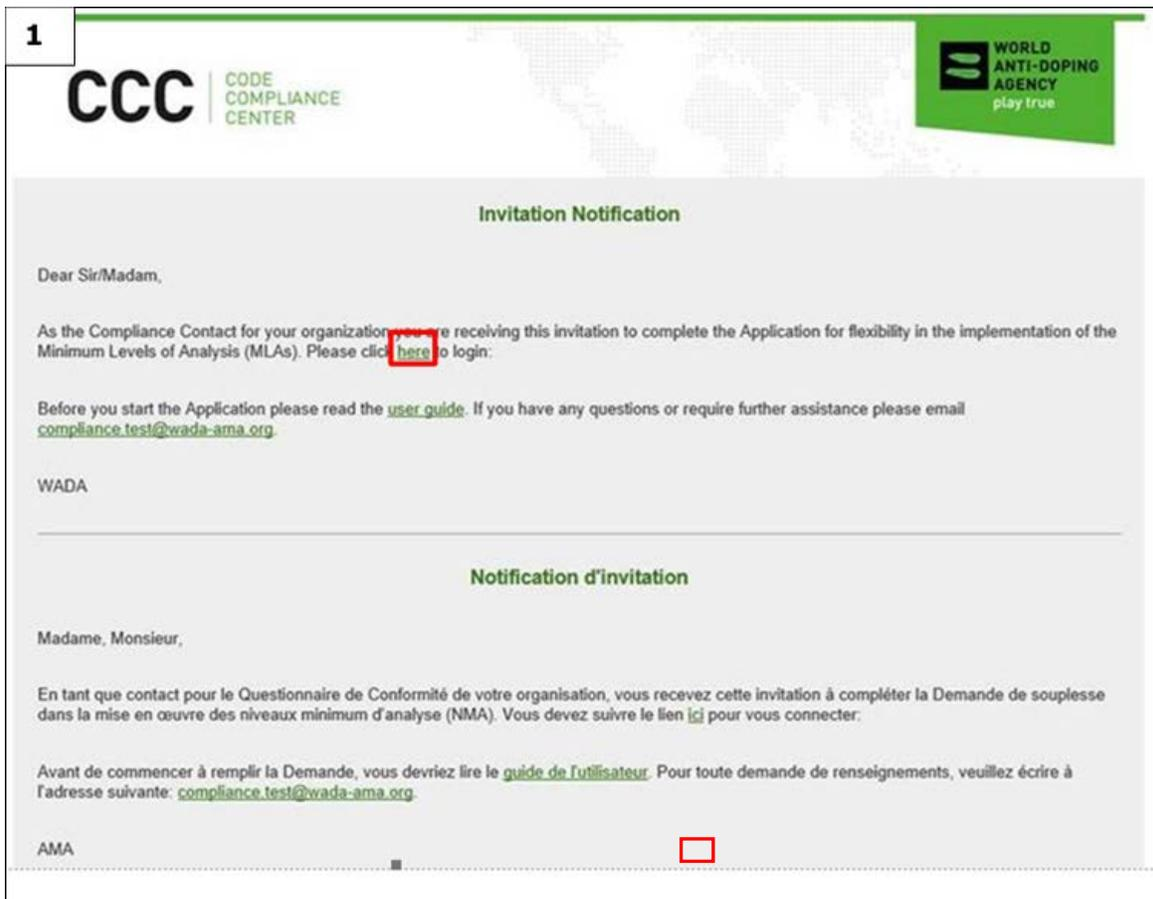 1
CCC
CODE
COMPLIANCE
CENTER
WORLD
ANTI-DOPING
AGENCY
play true
Invitation Notification
Dear Sir/Madam,
As the Compliance Contact for your organization you are receiving this invitation to complete the Application for flexibility in the implementation of the
Minimum Levels of Analysis (MLAs). Please click here to login:
Before you start the Application please read the user guide. If you have any questions or require further assistance please email
compliance.test@wada-ama.org.
WADA
Notification d'invitation
Madame, Monsieur,
En tant que contact pour le Questionnaire de Conformité de votre organisation, vous recevez cette invitation à compléter la Demande de souplesse
dans la mise en œuvre des niveaux minimum d'analyse (NMA). Vous devez suivre le lien ici pour vous connecter:
Avant de commencer à remplir la Demande, vous devriez lire le guide de l'utilisateur. Pour toute demande de renseignements, veuillez écrire à
l'adresse suivante: compliance.test@wada-ama.org.
AMA